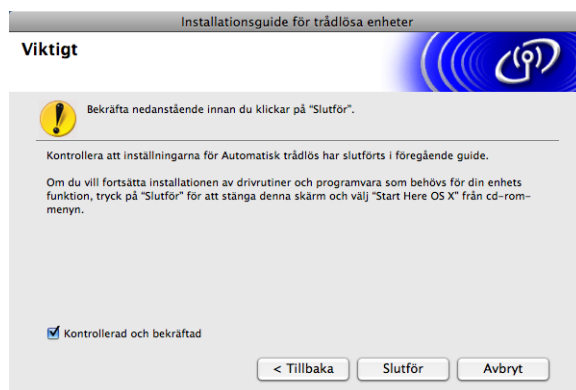 Installationsguide för trådlösa enheter
Viktigt
Bekräfta nedanstående innan du klickar på "Slutför".
Kontrollera att inställningarna för Automatisk trådlös har slutförts i föregående guide.
Om du vill fortsätta installationen av drivrutiner och programvara som behövs för din enhets
funktion, tryck på "Slutför" för att stänga denna skärm och välj "Start Here OS X" från cd-rom-
menyn.
Kontrollerad och bekräftad
< Tillbaka
Slutför
Avbryt